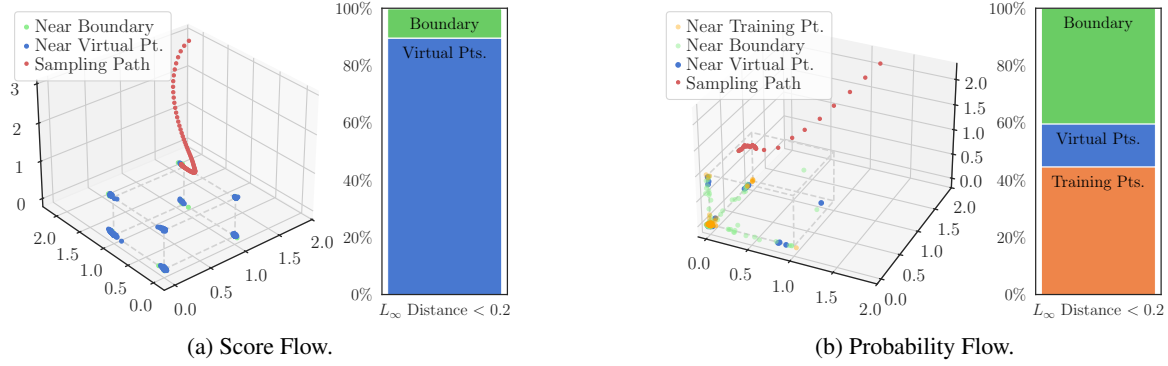 Near Boundary
Near Virtual Pt.
Sampling Path
3
2
1
0
2.0
1.5
1.0
0.5
0.0
0.0
0.5
1.0
1.5
2.0
100%
80%
60%
40%
20%
0%
Boundary
Virtual Pts.
L∞ Distance < 0.2
(a) Score Flow.
Near Training Pt.
Near Boundary
Near Virtual Pt.
Sampling Path
2.0
1.5
1.0
0.5
0.0
0.0
0.5
1.0
1.5
2.0
0.0
0.5
1.0
1.5
2.0
100%
80%
60%
40%
20%
0%
Boundary
Virtual Pts.
Training Pts.
L∞ Distance < 0.2
(b) Probability Flow.